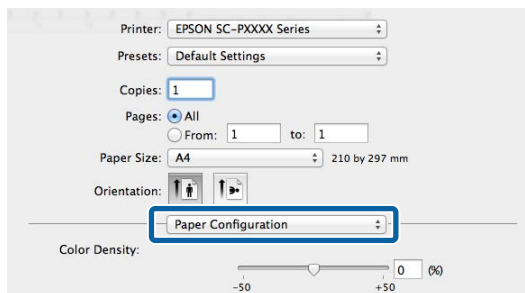 Printer: EPSON SC-PXXXX Series
Presets: Default Settings
Copies: 1
Pages: All
From: 1 to: 1
Paper Size: A4 210 by 297 mm
Orientation:
Paper Configuration
Color Density:
0 (%)
-50 +50